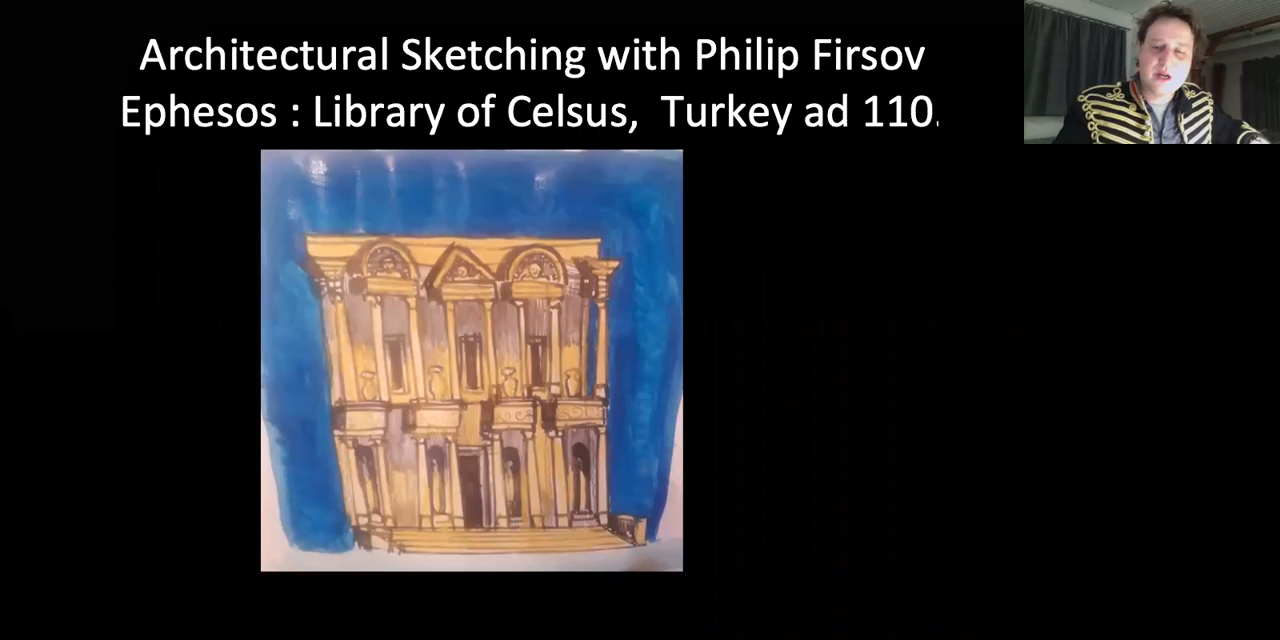 Architectural Sketching with Philip Firsov
Ephesos : Library of Celsus, Turkey ad 110.